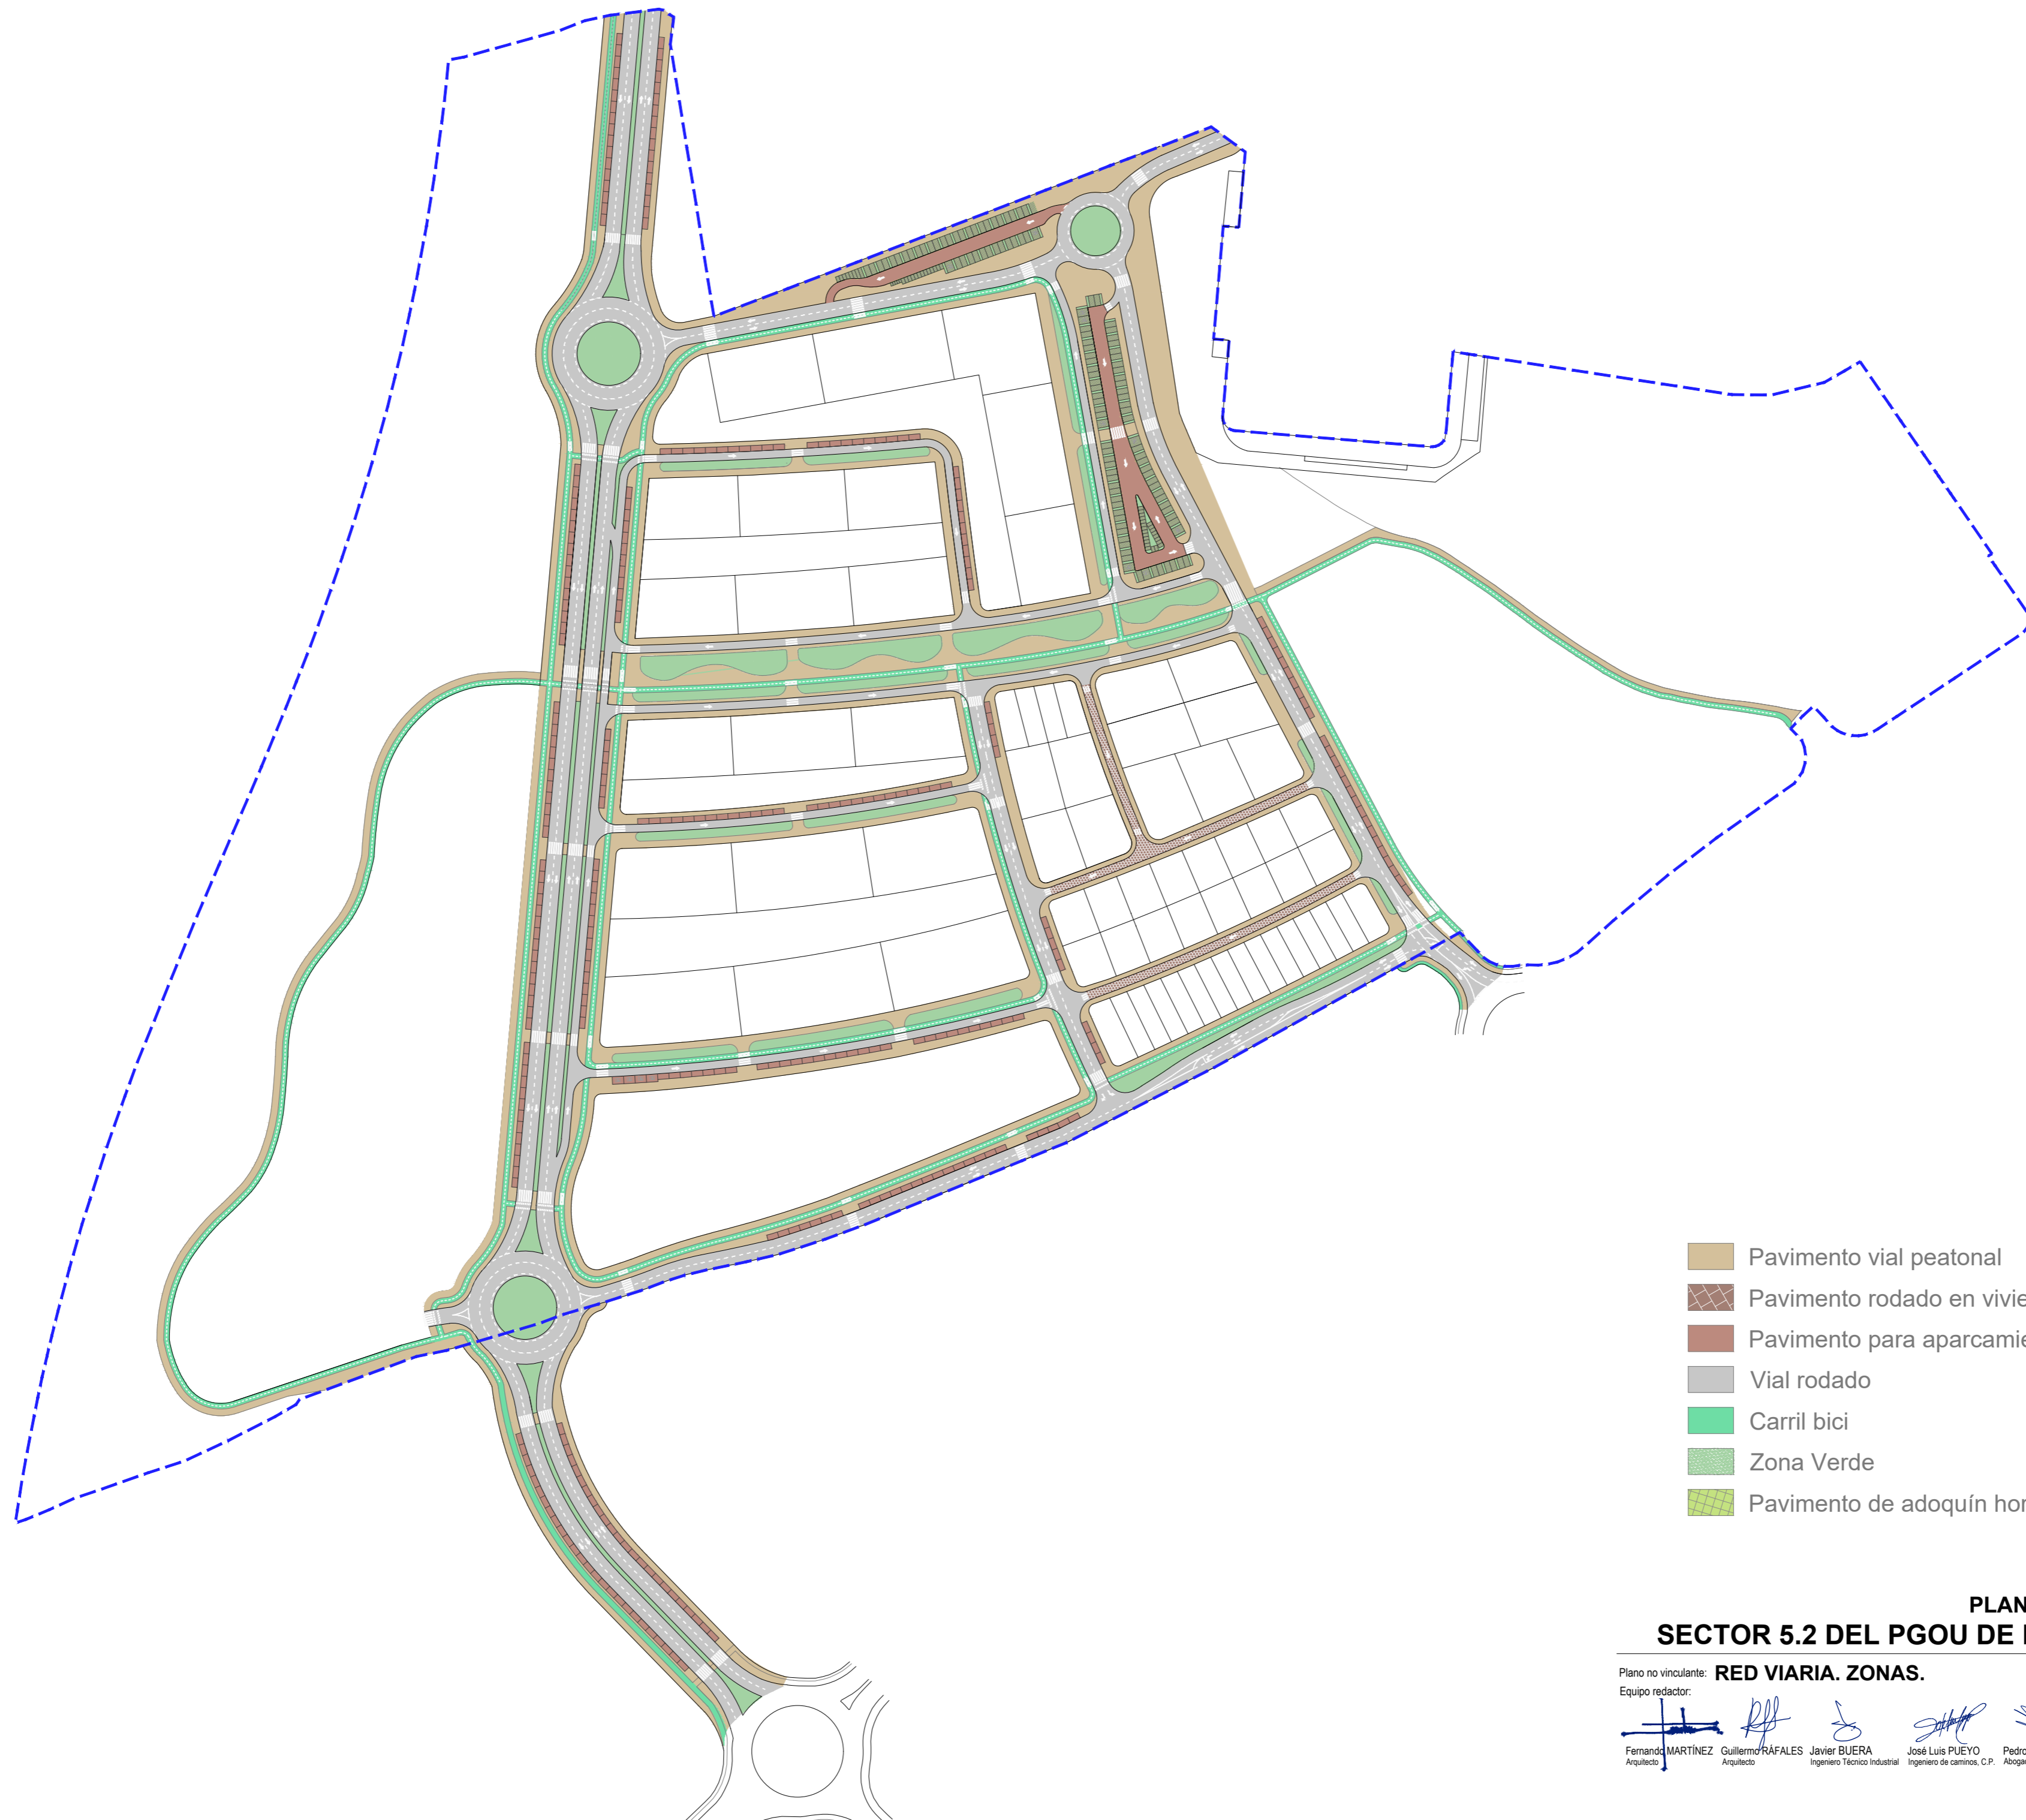 Pavimento vial peatonal
Pavimento rodado en vivie
Pavimento para aparcamie
Vial rodado
Carril bici
Zona Verde
Pavimento de adoquín hor
PLAN
SECTOR 5.2 DEL PGOU DE
Plano no vinculante: RED VIARIA. ZONAS.
Equipo redactor:
Fernando MARTÍNEZ Guillermo RÁFALES Javier BUERA José Luis PUEYO Pedro
Arquitecto Arquitecto Ingeniero Técnico Industrial Ingeniero de caminos, C.P. Abogad